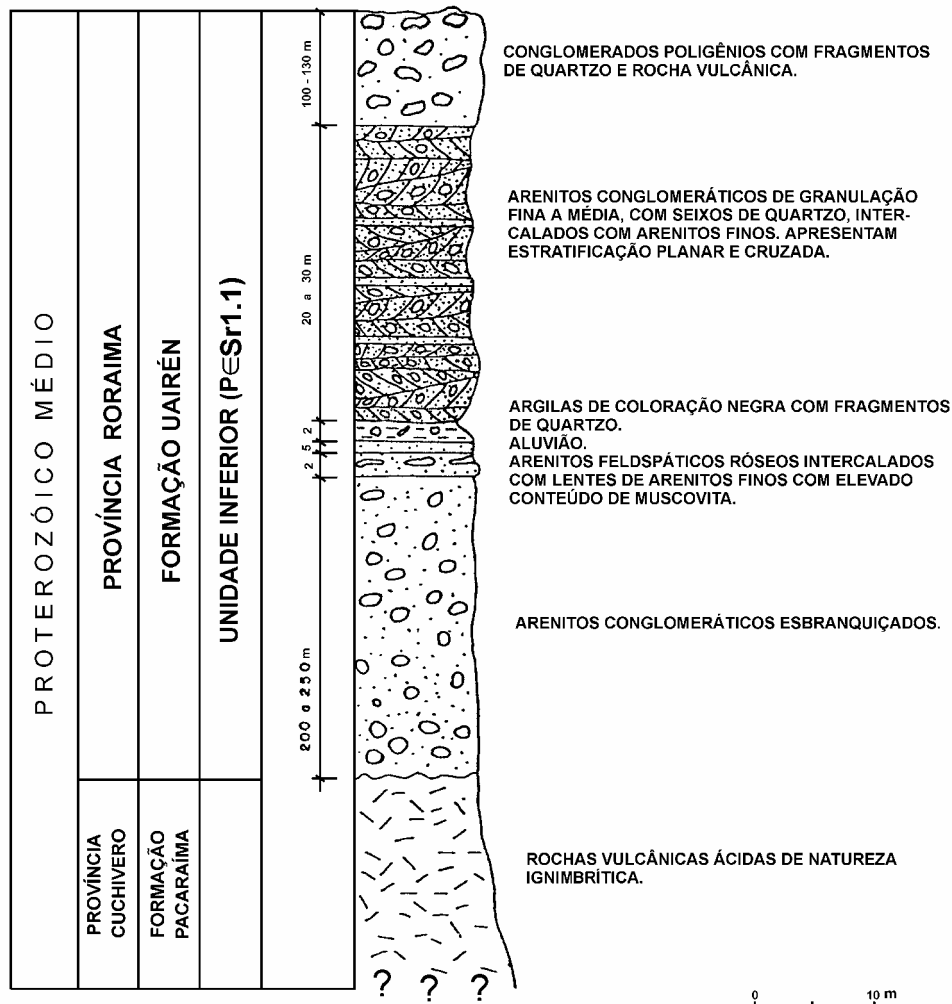 PROTEROZÓICO MÉDIO
PROVÍNCIA RORAIMA
FORMAÇÃO UAIRÉN
UNIDADE INFERIOR (P∈Sr1.1)
PROVÍNCIA
CUCHIVERO
FORMAÇÃO
PACARAÍMA
100 - 130 m
20 a 30 m
2
5
2
200 a 250 m
CONGLOMERADOS POLIGÊNIOS COM FRAGMENTOS
DE QUARTZO E ROCHA VULCÂNICA.
ARENITOS CONGLOMERÁTICOS DE GRANULAÇÃO
FINA A MÉDIA, COM SEIXOS DE QUARTZO, INTER-
CALADOS COM ARENITOS FINOS. APRESENTAM
ESTRATIFICAÇÃO PLANAR E CRUZADA.
ARGILAS DE COLORAÇÃO NEGRA COM FRAGMENTOS
DE QUARTZO.
ALUVIÃO.
ARENITOS FELDSPÁTICOS RÓSEOS INTERCALADOS
COM LENTES DE ARENITOS FINOS COM ELEVADO
CONTEÚDO DE MUSCOVITA.
ARENITOS CONGLOMERÁTICOS ESBRANQUIÇADOS.
ROCHAS VULCÂNICAS ÁCIDAS DE NATUREZA
IGNIMBRÍTICA.
? ? ?
0 10 m